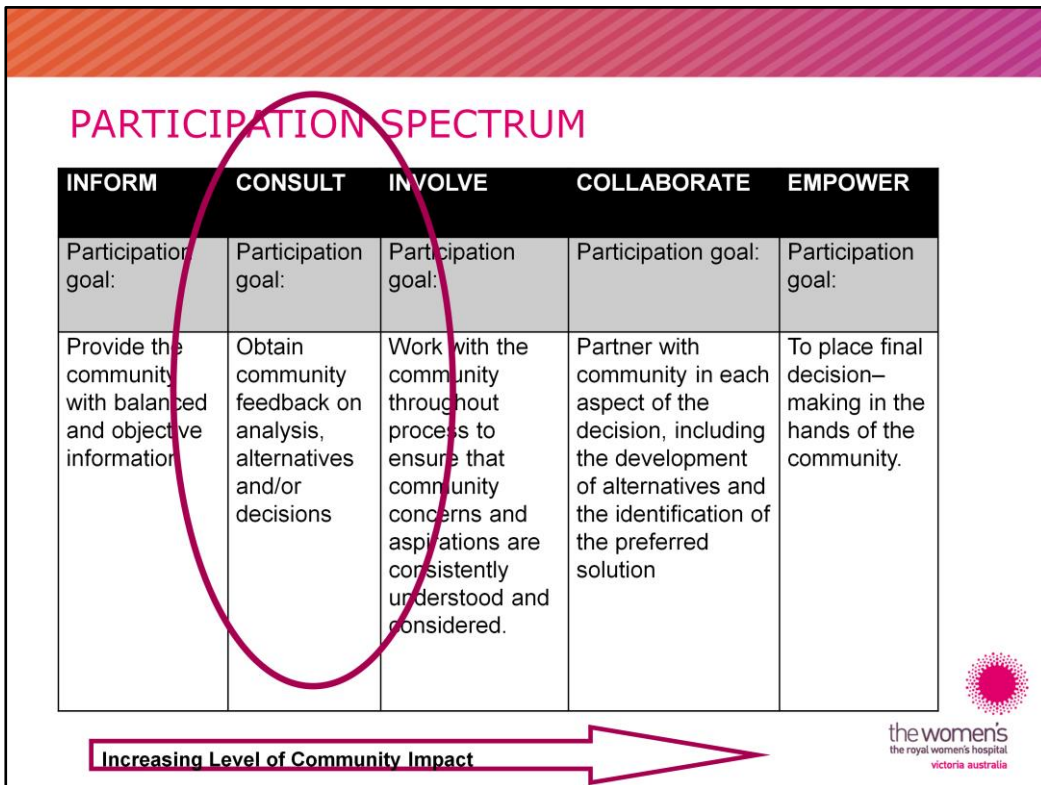 PARTICIPATION SPECTRUM
INFORM
CONSULT
INVOLVE
COLLABORATE
EMPOWER
Participation
goal:
Participation
goal:
Participation
goal:
Participation goal:
Participation
goal:
Provide the
community
with balanced
and objective
information
Obtain
community
feedback on
analysis,
alternatives
and/or
decisions
Work with the
community
throughout
process to
ensure that
community
concerns and
aspirations are
consistently
understood and
considered.
Partner with
community in each
aspect of the
decision, including
the development
of alternatives and
the identification of
the preferred
solution
To place final
decision–
making in the
hands of the
community.
Increasing Level of Community Impact
the women's
the royal women's hospital
victoria australia